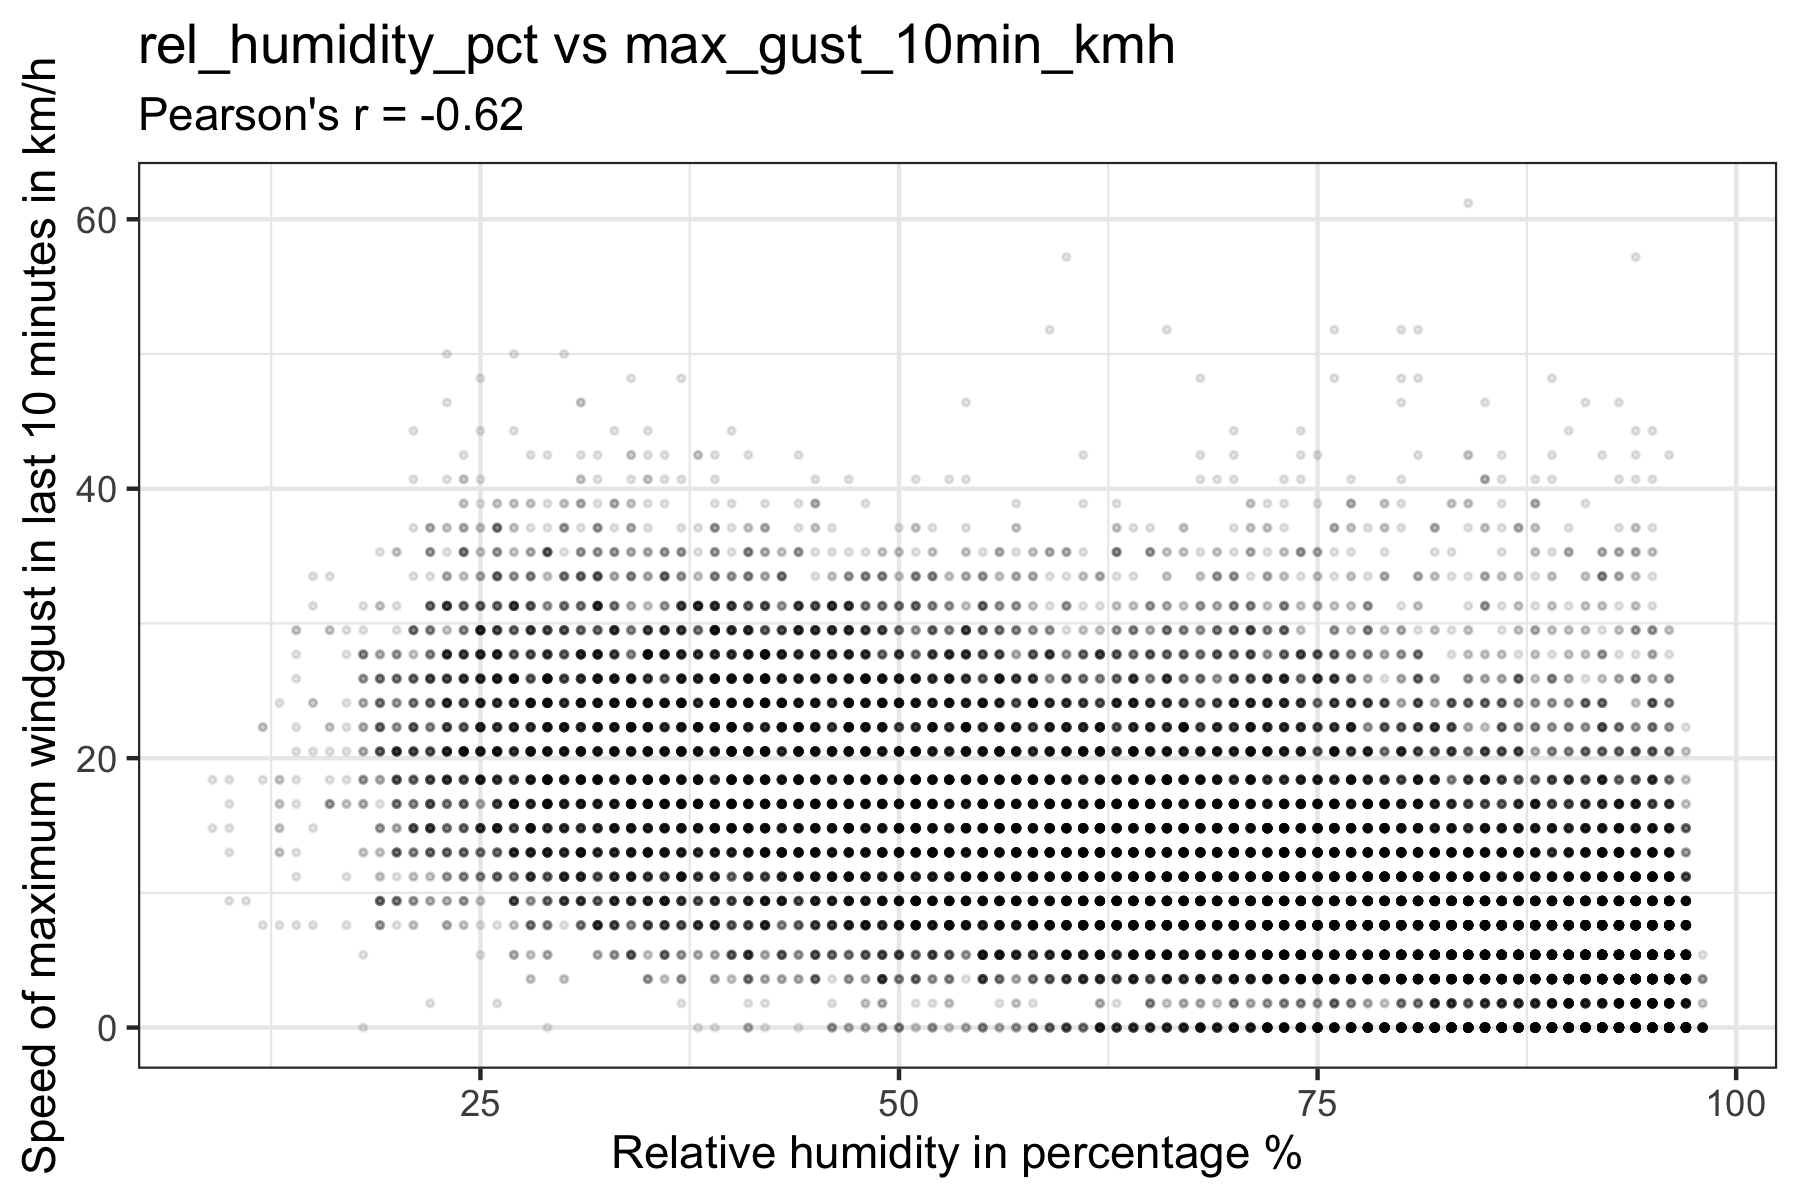 rel_humidity_pct vs max_gust_10min_kmh
Pearson's r = -0.62
Speed of maximum windgust in last 10 minutes in km/h
60
40
20
0
25
50
75
100
Relative humidity in percentage %